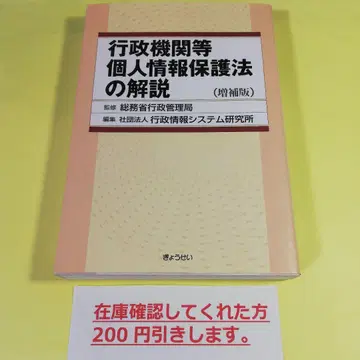 行政機関等
個人情報保護法
の解説（増補版）
監修 総務省行政管理局
編集 社団法人 行政情報システム研究所
ぎょうせい
在庫確認してくれた方
200 円引きします。